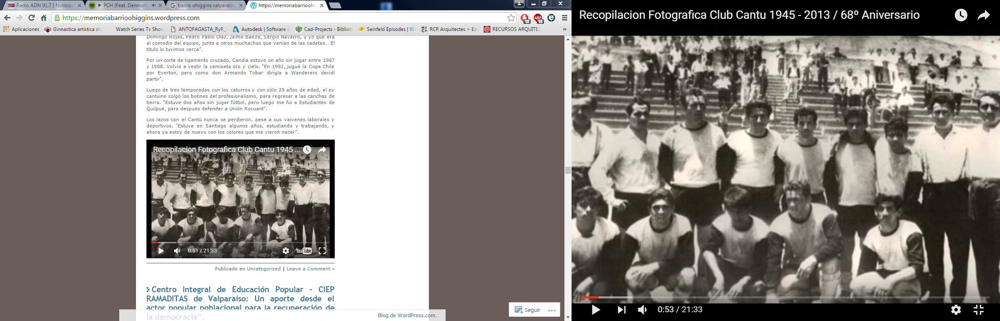 Radio ADN 91.7 | Noticias
PCH (Feat. Denmark
barrio ohiggins valparaiso
https://memoriabarrioohig
https://memoriabarrioohiggins.wordpress.com
Aplicaciones
Ginnastica artistica dv
Watch Series Tv Show
ANTOFAGASTA_RyR_
Autodesk | Software d
Cad-Projects - Bibliot
Seinfeld Episodes | W
RCR Arquitectes > Est
RECURSOS ARQUITEC
»
Domingo Rojas, Pedro Pablo Díaz, Jaime Baeza, Sergio Navarro, y yo que era
el comodín del equipo, junto a otros muchachos que venían de las cadetes... El
título lo tuvimos cerca”.
Por un corte de ligamento cruzado, Candia estuvo un año sin jugar entre 1987
y 1988. Volvió a vestir la camiseta oro y cielo. “En 1992, jugué la Copa Chile
por Everton, pero como don Armando Tobar dirigía a Wanderers decidí
partir”.
Luego de tres temporadas con los caturros y con sólo 29 años de edad, el ex
cantuino colgó los botines del profesionalismo, para regresar a las canchas de
tierra. “Estuve dos años sin jugar fútbol, pero luego me fui a Estudiantes de
Quilpué, para después defender a Unión Rocuant”.
Los lazos con el Cantú nunca se perdieron, pese a sus vaivenes laborales y
deportivos. “Estuve en Santiago algunos años, estudiando y trabajando, y
ahora ya estoy de nuevo con los colores que me vieron nacer”.
Recopilacion Fotografica Club Cantu 1945 ...
0:51 / 21:33
YouTube
Publicado en Uncategorized | Leave a Comment »
Centro Integral de Educación Popular – CIEP
RAMADITAS de Valparaíso: Un aporte desde el
actor popular poblacional para la recuperación de
la democracia”.
Blog de WordPress.com.
Seguir
Recopilacion Fotografica Club Cantu 1945 - 2013 / 68º Aniversario
0:53 / 21:33